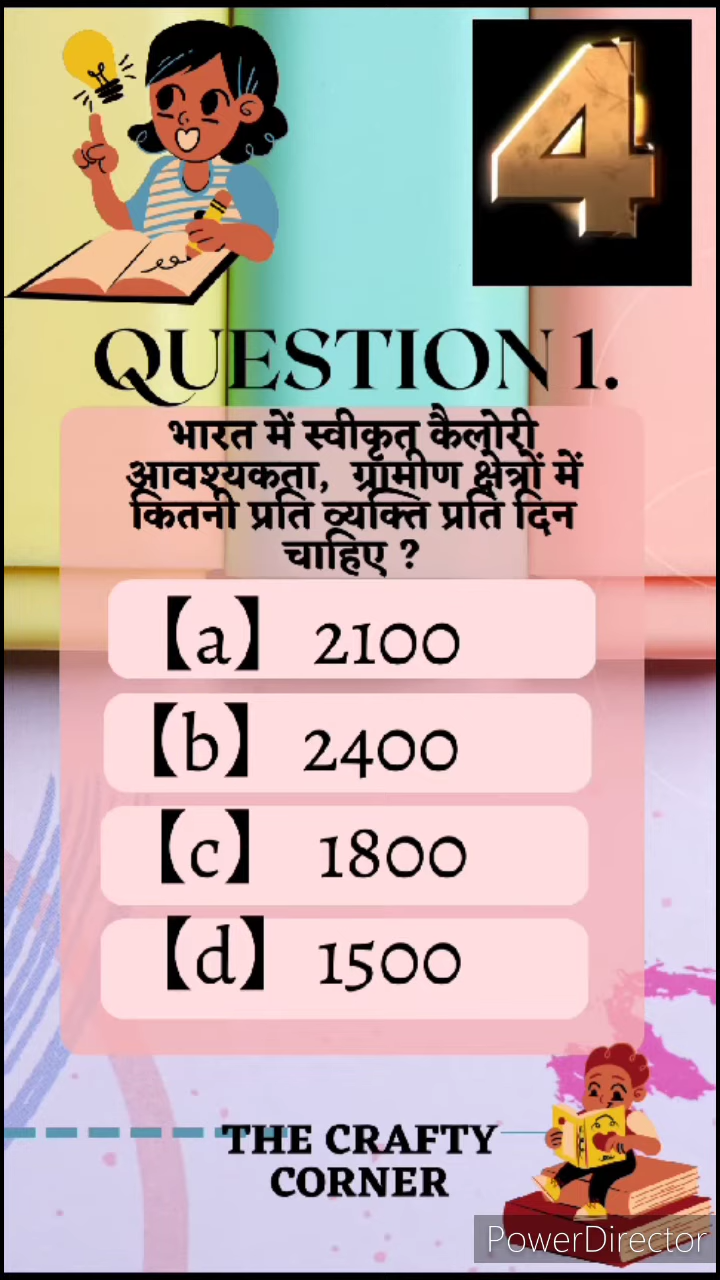 4
QUESTION 1.
भारत में स्वीकृत कैलोरी
आवश्यकता, ग्रामीण क्षेत्रों में
कितनी प्रति व्यक्ति प्रति दिन
चाहिए ?
【a】 2100
【b】 2400
【c】 1800
【d】 1500
THE CRAFTY
CORNER
PowerDirector